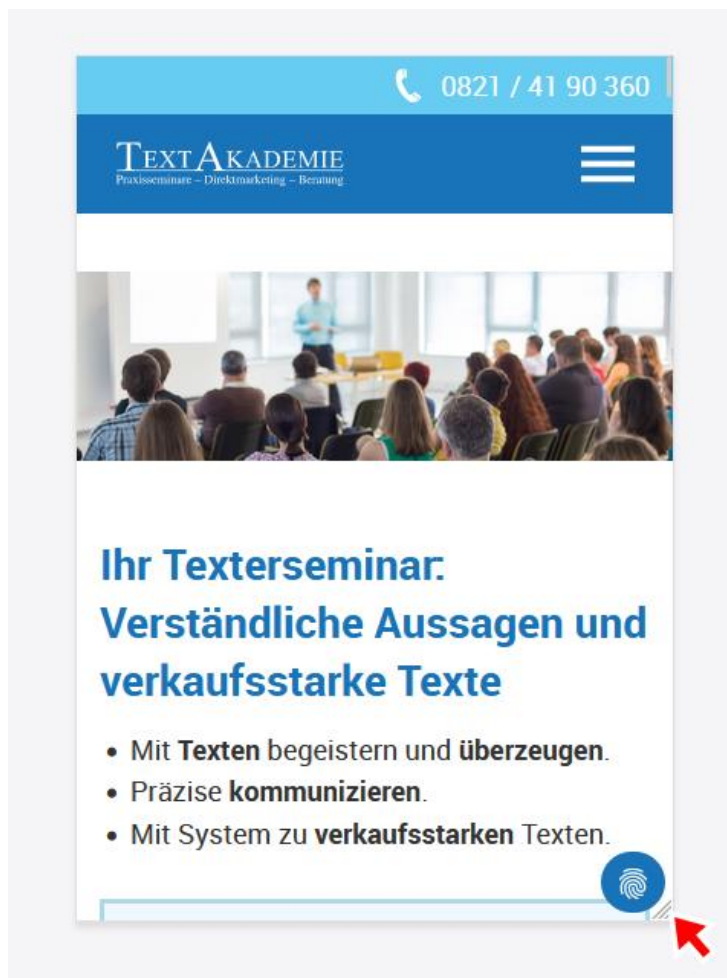 0821 / 41 90 360
TEXTAKADEMIE
Praxisseminare – Direktmarketing – Beratung
Ihr Texterseminar:
Verständliche Aussagen und
verkaufsstarke Texte
• Mit Texten begeistern und überzeugen.
• Präzise kommunizieren.
• Mit System zu verkaufsstarken Texten.